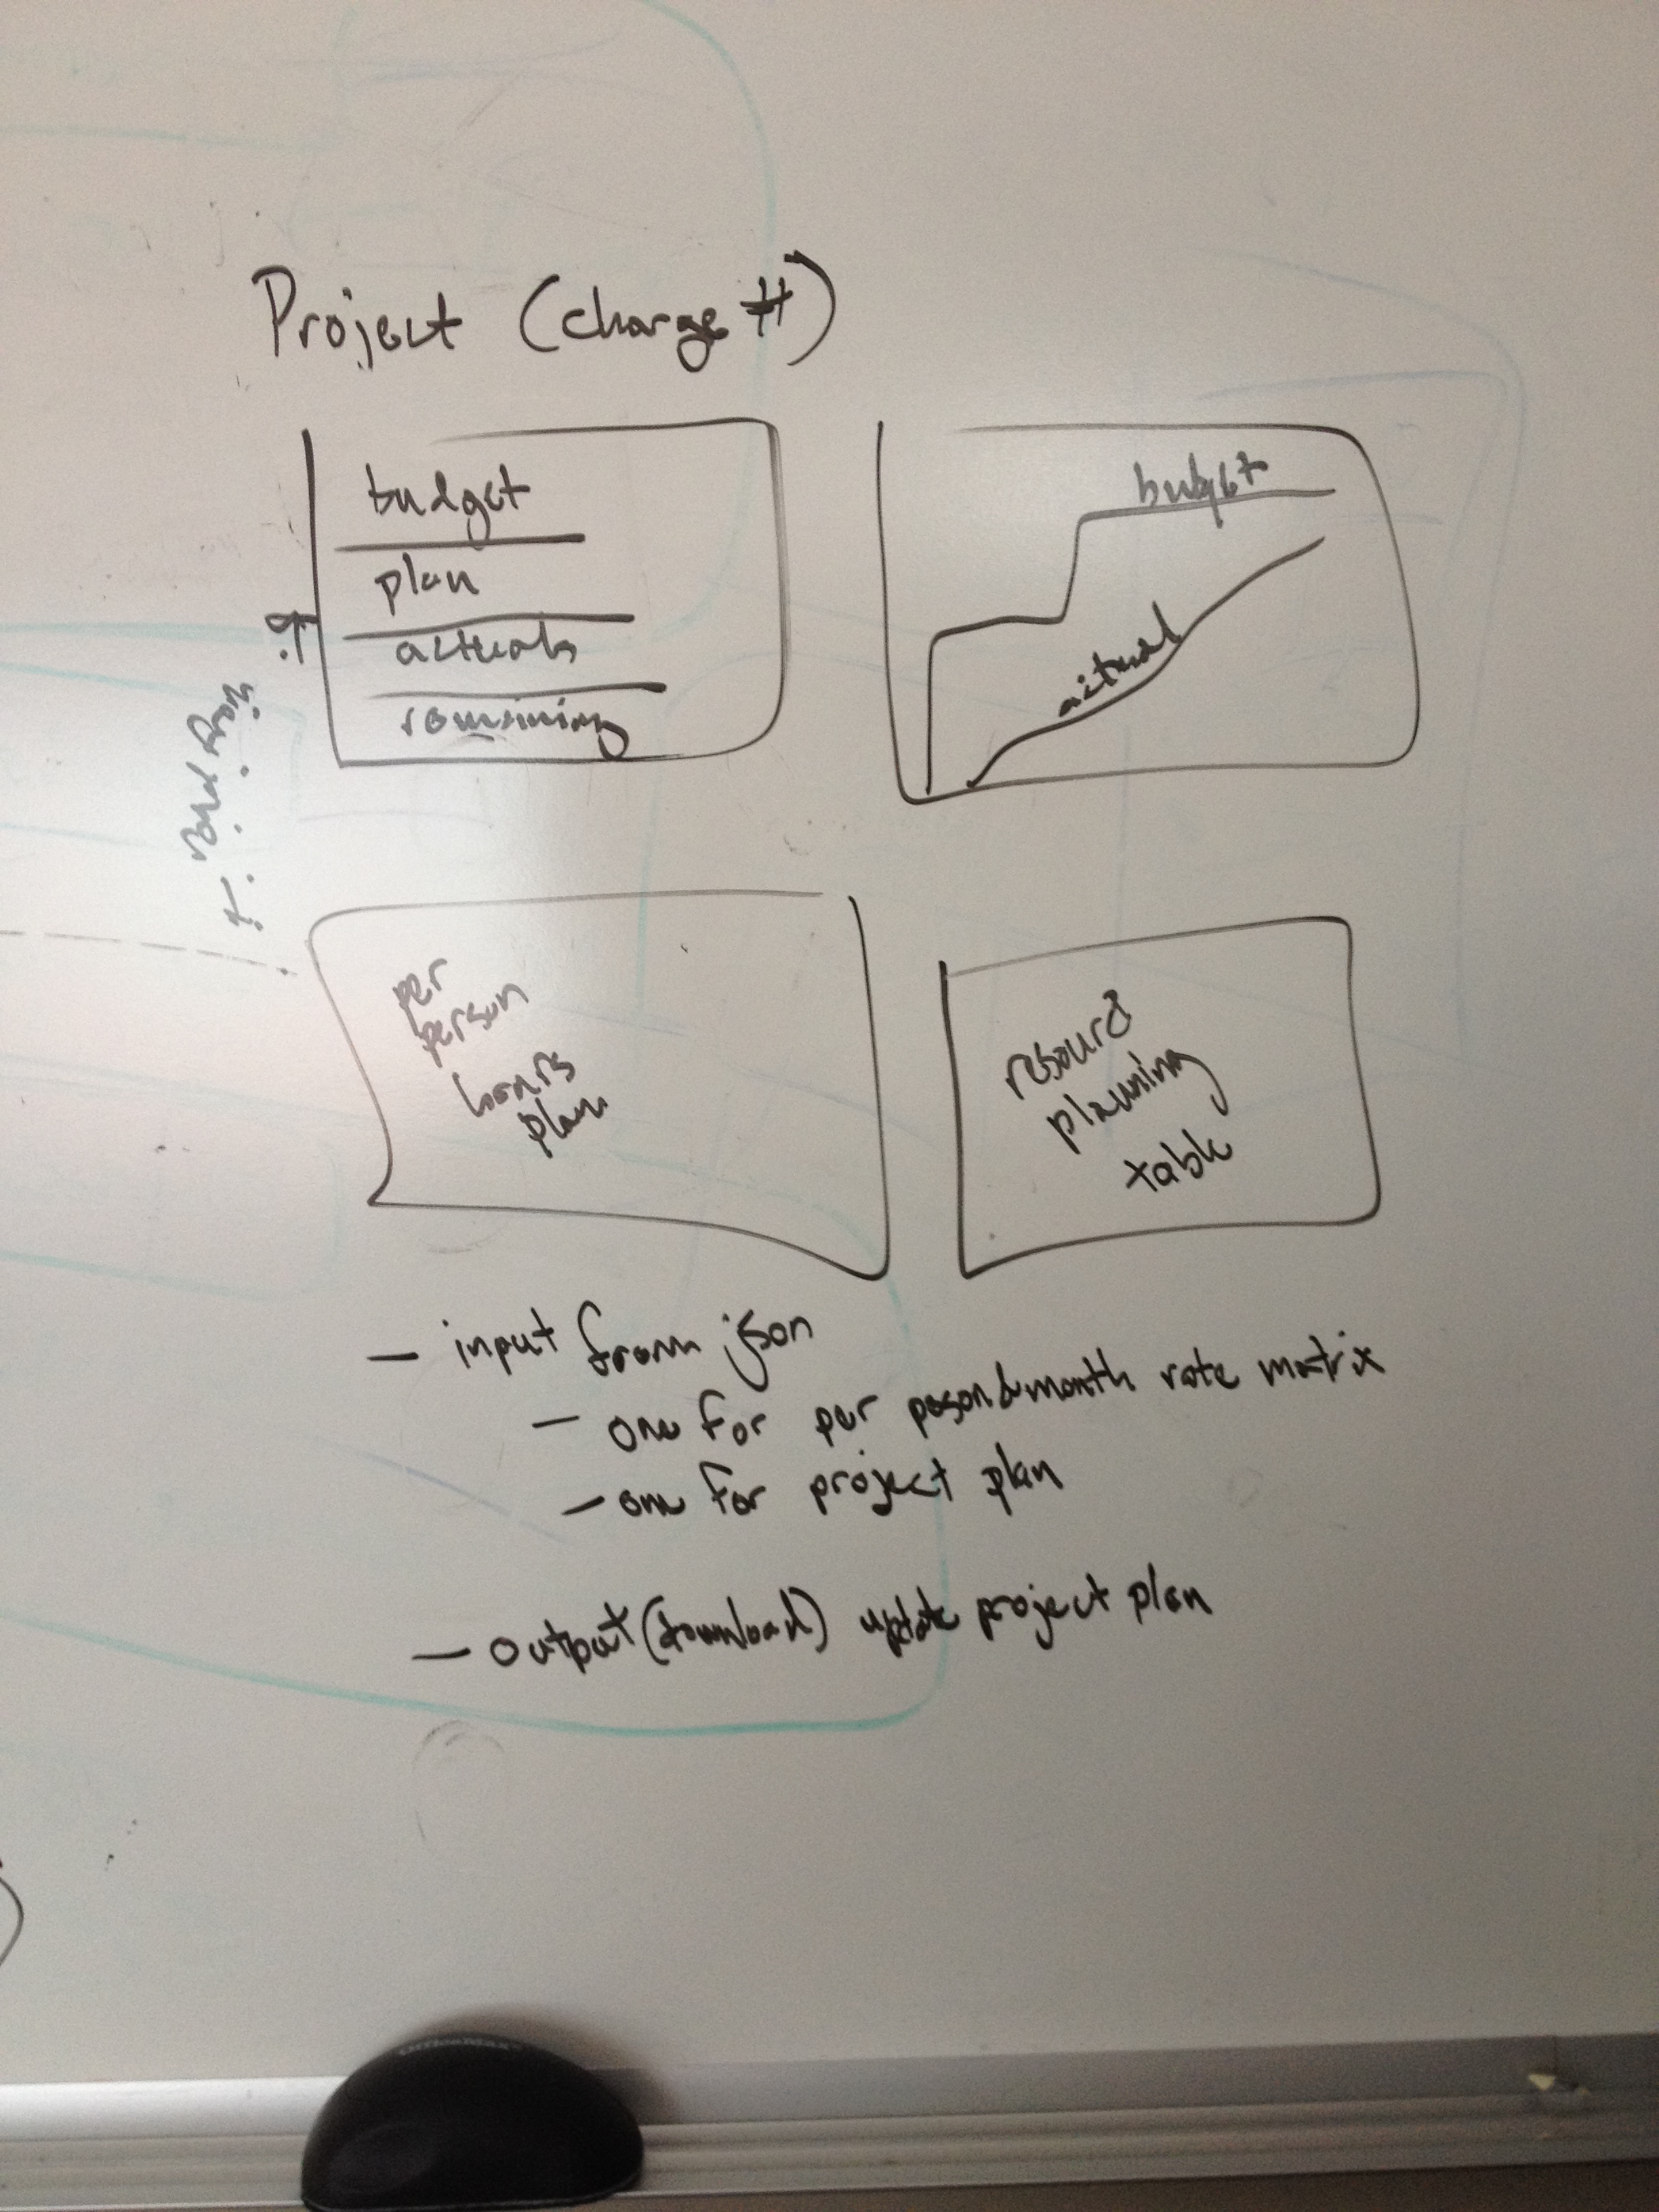 Project (charge #)
budget
plan
actuals
remaining
budget
actual
per
person
hours
plan
resource
planning
table
- input from json
- one for per person & month rate matrix
- one for project plan
- output (download) update project plan